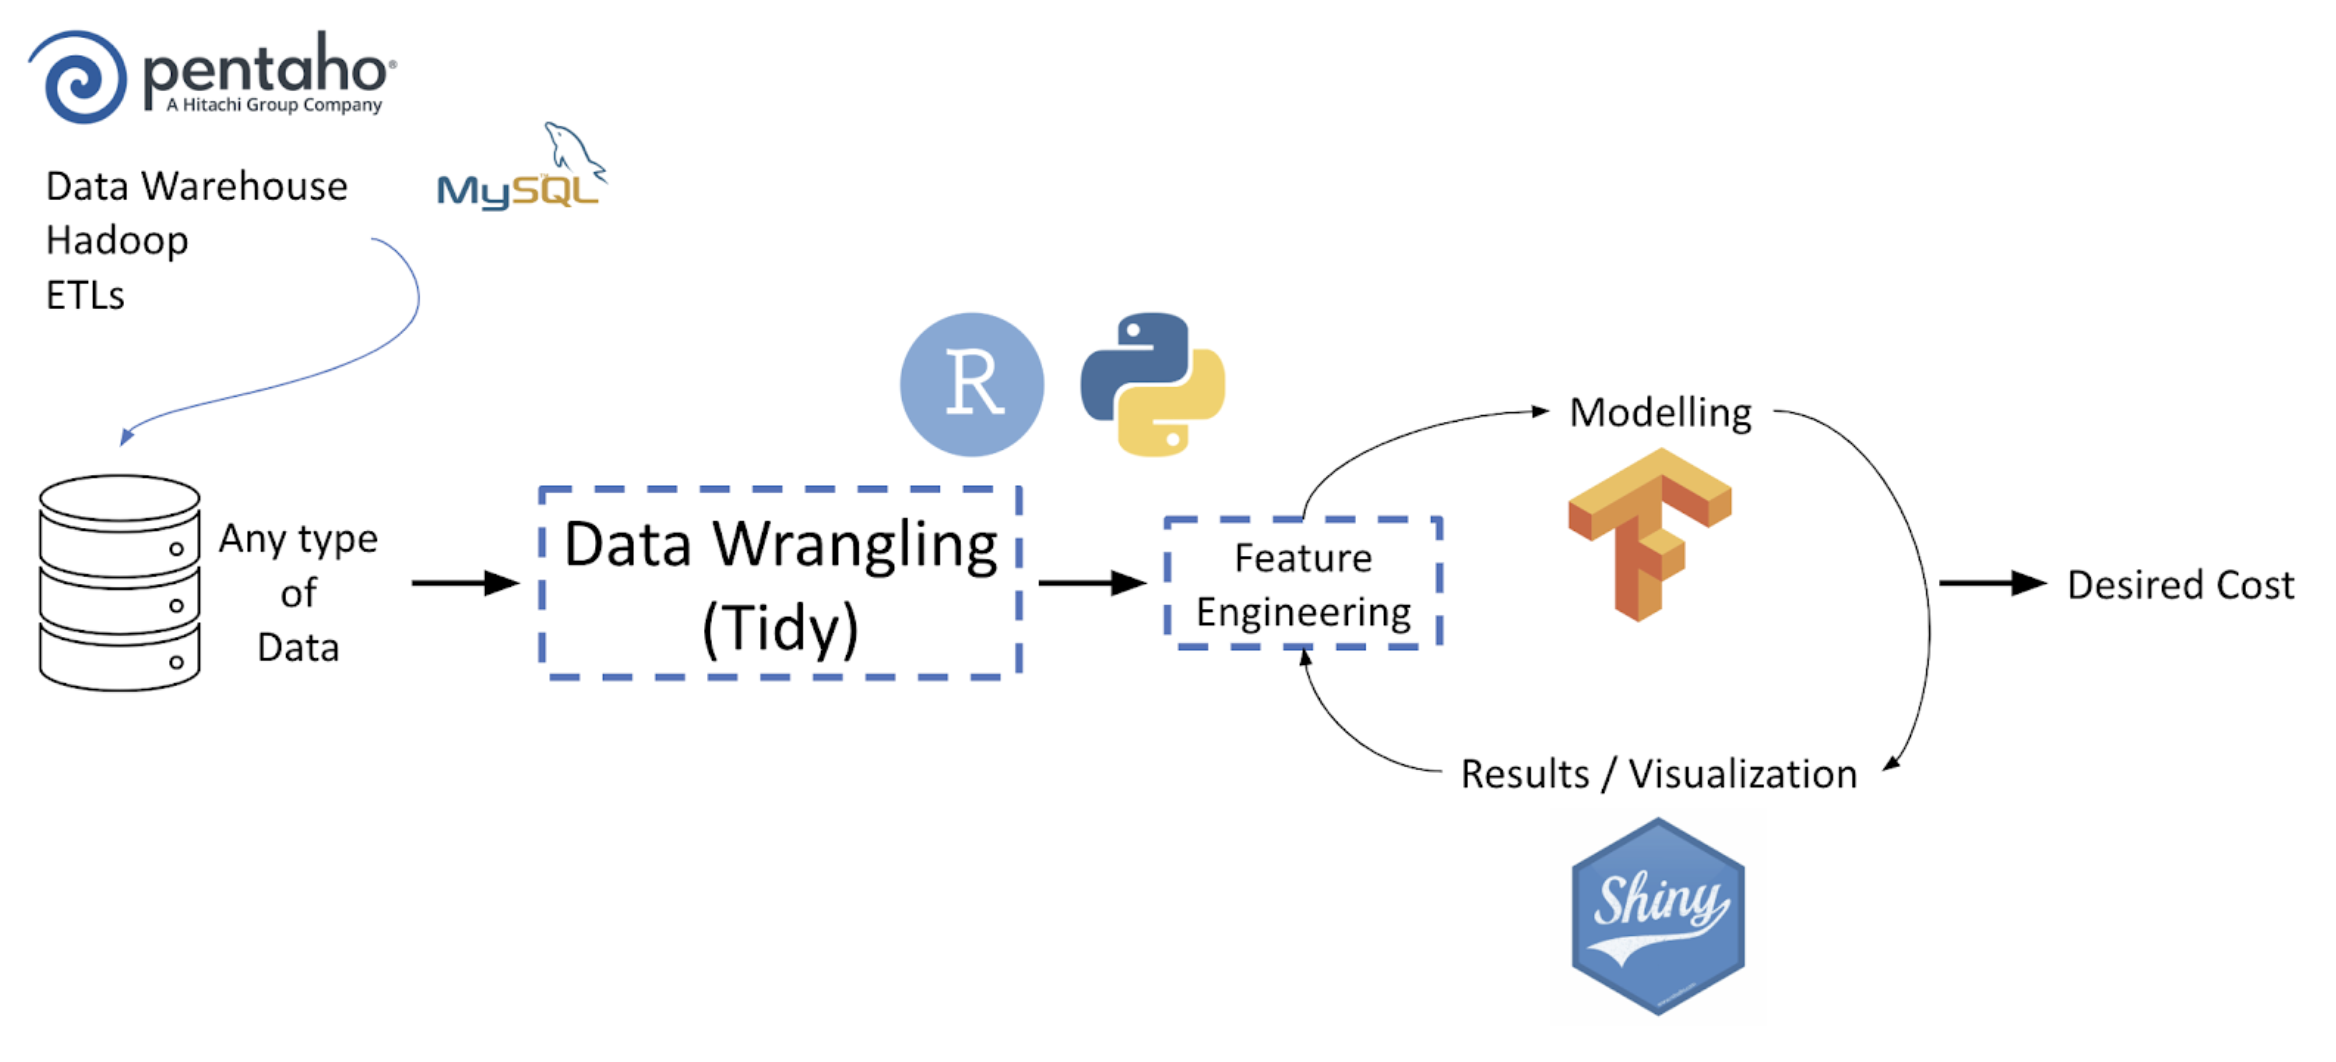 pentaho®
A Hitachi Group Company
Data Warehouse
Hadoop
ETLs
MySQL™
R
Any type
of
Data
Data Wrangling
(Tidy)
Feature
Engineering
Modelling
Results / Visualization
Shiny
Desired Cost